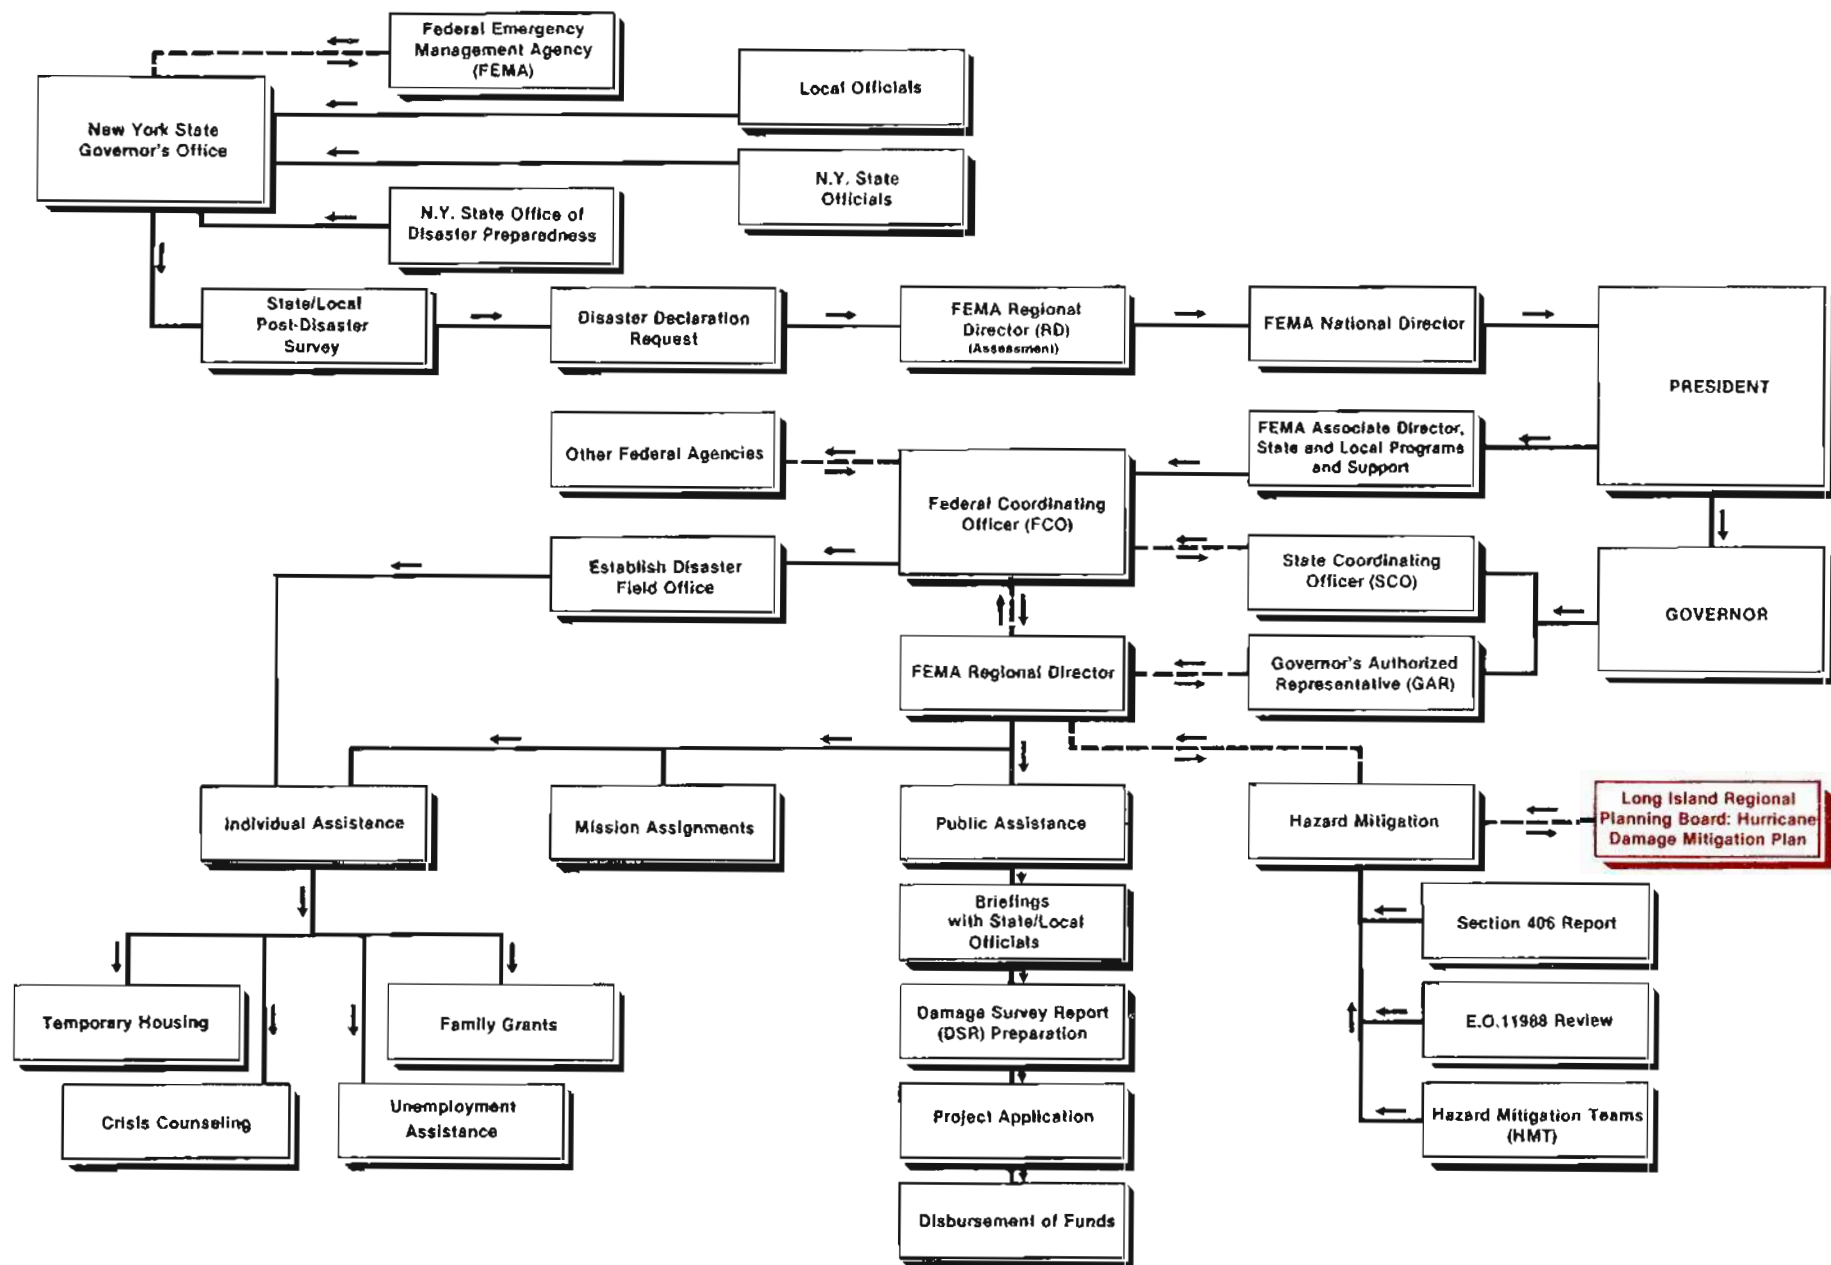 Federal Emergency
Management Agency
(FEMA)
Local Officials
New York State
Governor's Office
N.Y. State
Officials
N.Y. State Office of
Disaster Preparedness
State/Local
Post-Disaster
Survey
Disaster Declaration
Request
FEMA Regional
Director (RD)
(Assessment)
FEMA National Director
PRESIDENT
Other Federal Agencies
FEMA Associate Director,
State and Local Programs
and Support
Federal Coordinating
Officer (FCO)
Establish Disaster
Field Office
State Coordinating
Officer (SCO)
GOVERNOR
FEMA Regional Director
Governor's Authorized
Representative (GAR)
Individual Assistance
Mission Assignments
Public Assistance
Hazard Mitigation
Long Island Regional
Planning Board: Hurricane
Damage Mitigation Plan
Briefings
with State/Local
Officials
Section 406 Report
Temporary Housing
Family Grants
Damage Survey Report
(DSR) Preparation
E.O.11988 Review
Crisis Counseling
Unemployment
Assistance
Project Application
Hazard Mitigation Teams
(HMT)
Disbursement of Funds